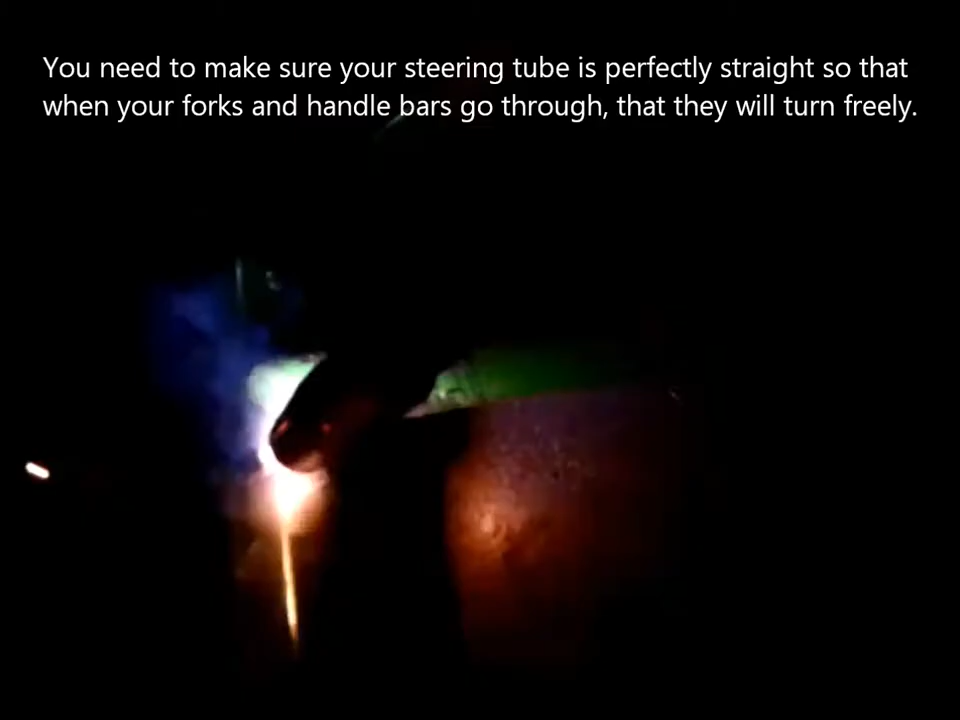 You need to make sure your steering tube is perfectly straight so that
when your forks and handle bars go through, that they will turn freely.